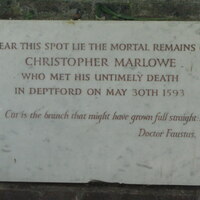 EAR THIS SPOT LIE THE MORTAL REMAINS
CHRISTOPHER MARLOWE
WHO MET HIS UNTIMELY DEATH
IN DEPTFORD ON MAY 30TH 1593
Cut is the branch that might have grown full straight
Doctor Faustus